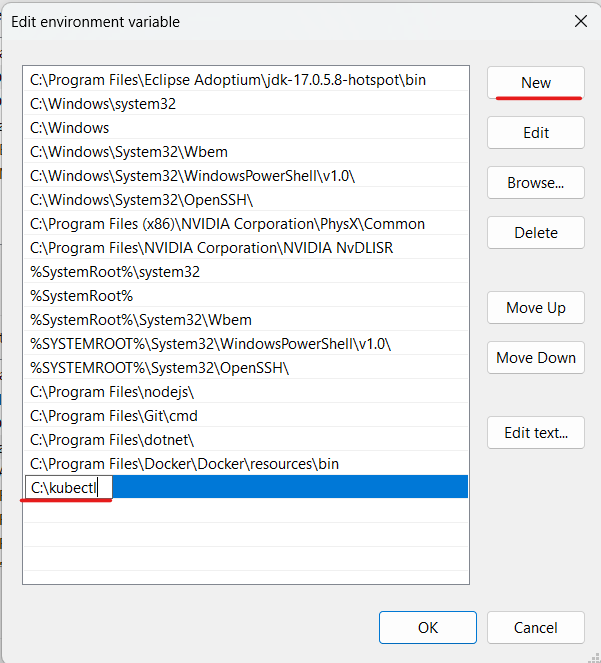 Edit environment variable
C:\Program Files\Eclipse Adoptium\jdk-17.0.5.8-hotspot\bin
C:\Windows\system32
C:\Windows
C:\Windows\System32\Wbem
C:\Windows\System32\WindowsPowerShell\v1.0\
C:\Windows\System32\OpenSSH\
C:\Program Files (x86)\NVIDIA Corporation\PhysX\Common
C:\Program Files\NVIDIA Corporation\NVIDIA NvDLISR
%SystemRoot%\system32
%SystemRoot%
%SystemRoot%\System32\Wbem
%SYSTEMROOT%\System32\WindowsPowerShell\v1.0\
%SYSTEMROOT%\System32\OpenSSH\
C:\Program Files\nodejs\
C:\Program Files\Git\cmd
C:\Program Files\dotnet\
C:\Program Files\Docker\Docker\resources\bin
C:\kubectl
New
Edit
Browse...
Delete
Move Up
Move Down
Edit text...
OK
Cancel